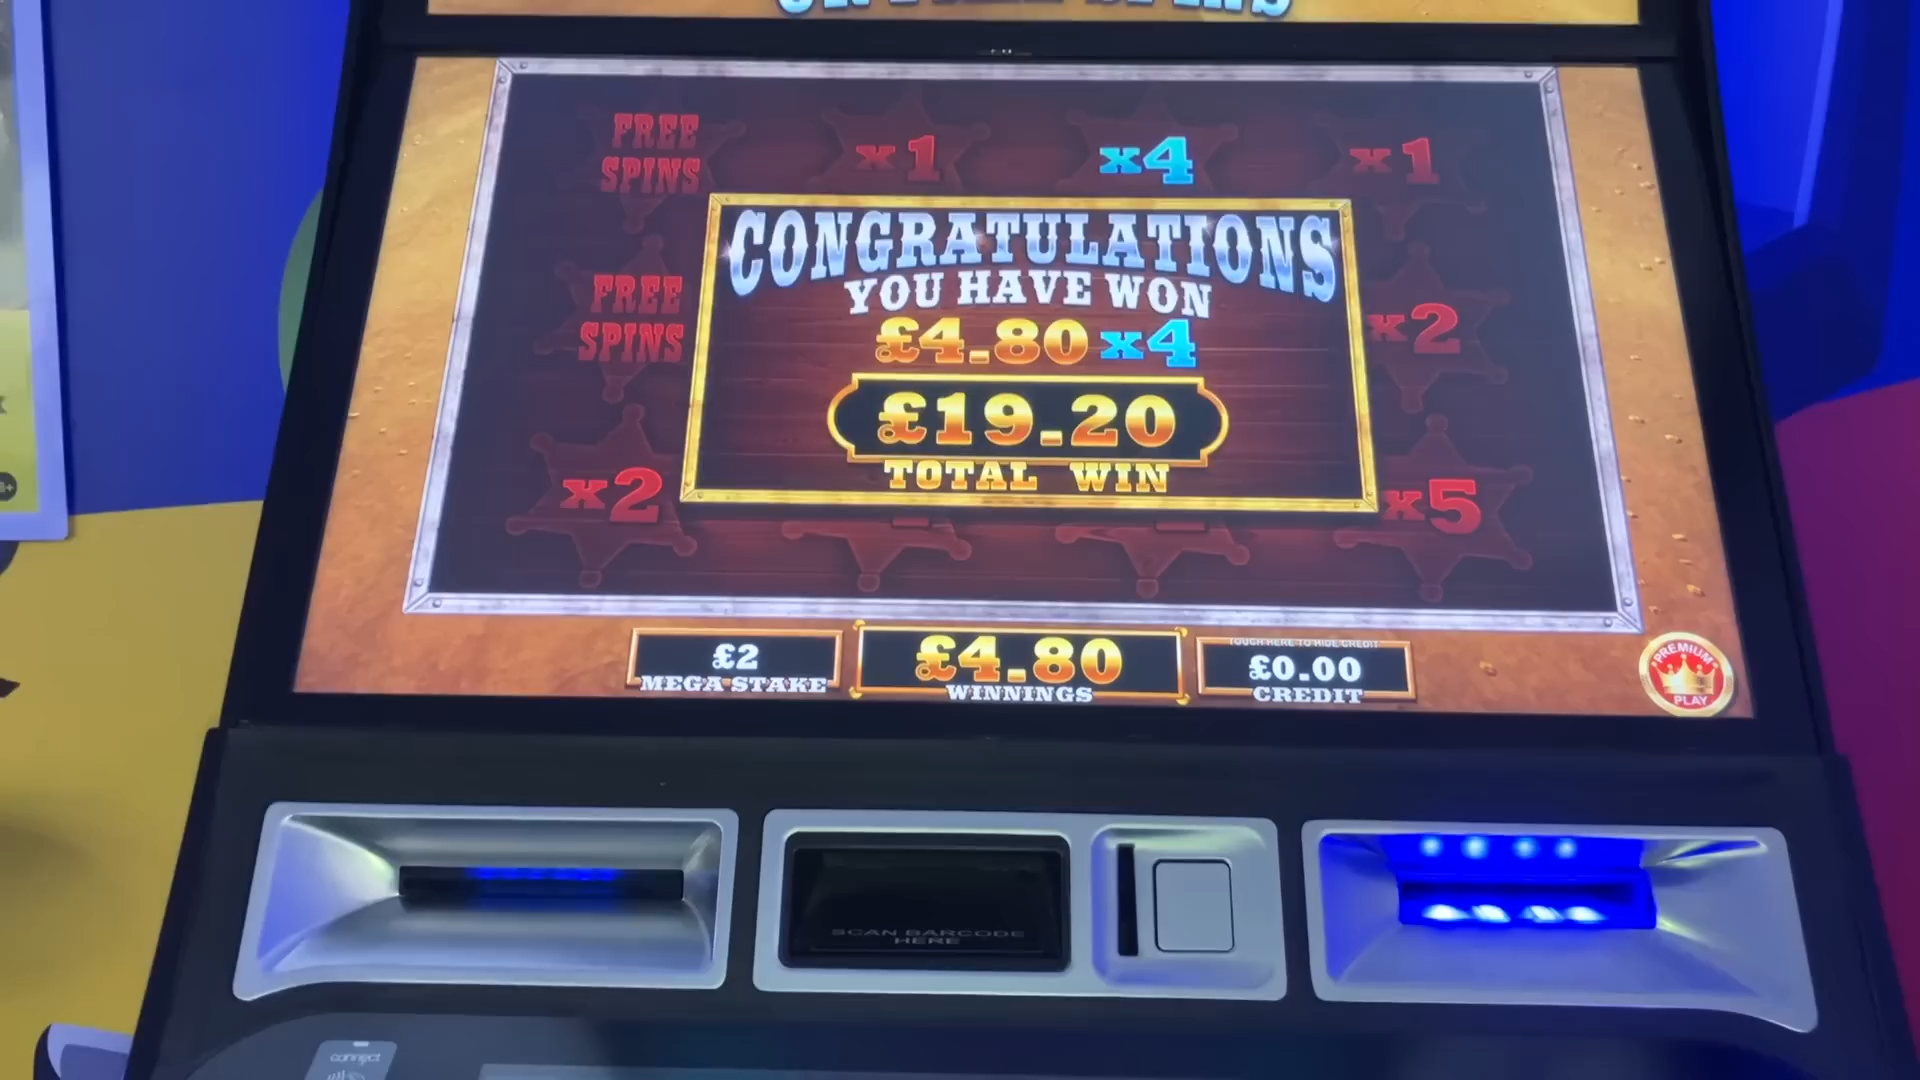 FREE
SPINS
x1
x4
x1
CONGRATULATIONS
YOU HAVE WON
£4.80 x4
£19.20
TOTAL WIN
FREE
SPINS
x2
x2
x5
£2
MEGA STAKE
£4.80
WINNINGS
TOUCH HERE TO HIDE CREDIT
£0.00
CREDIT
PREMIUM
PLAY
SCAN BARCODE
HERE
connect